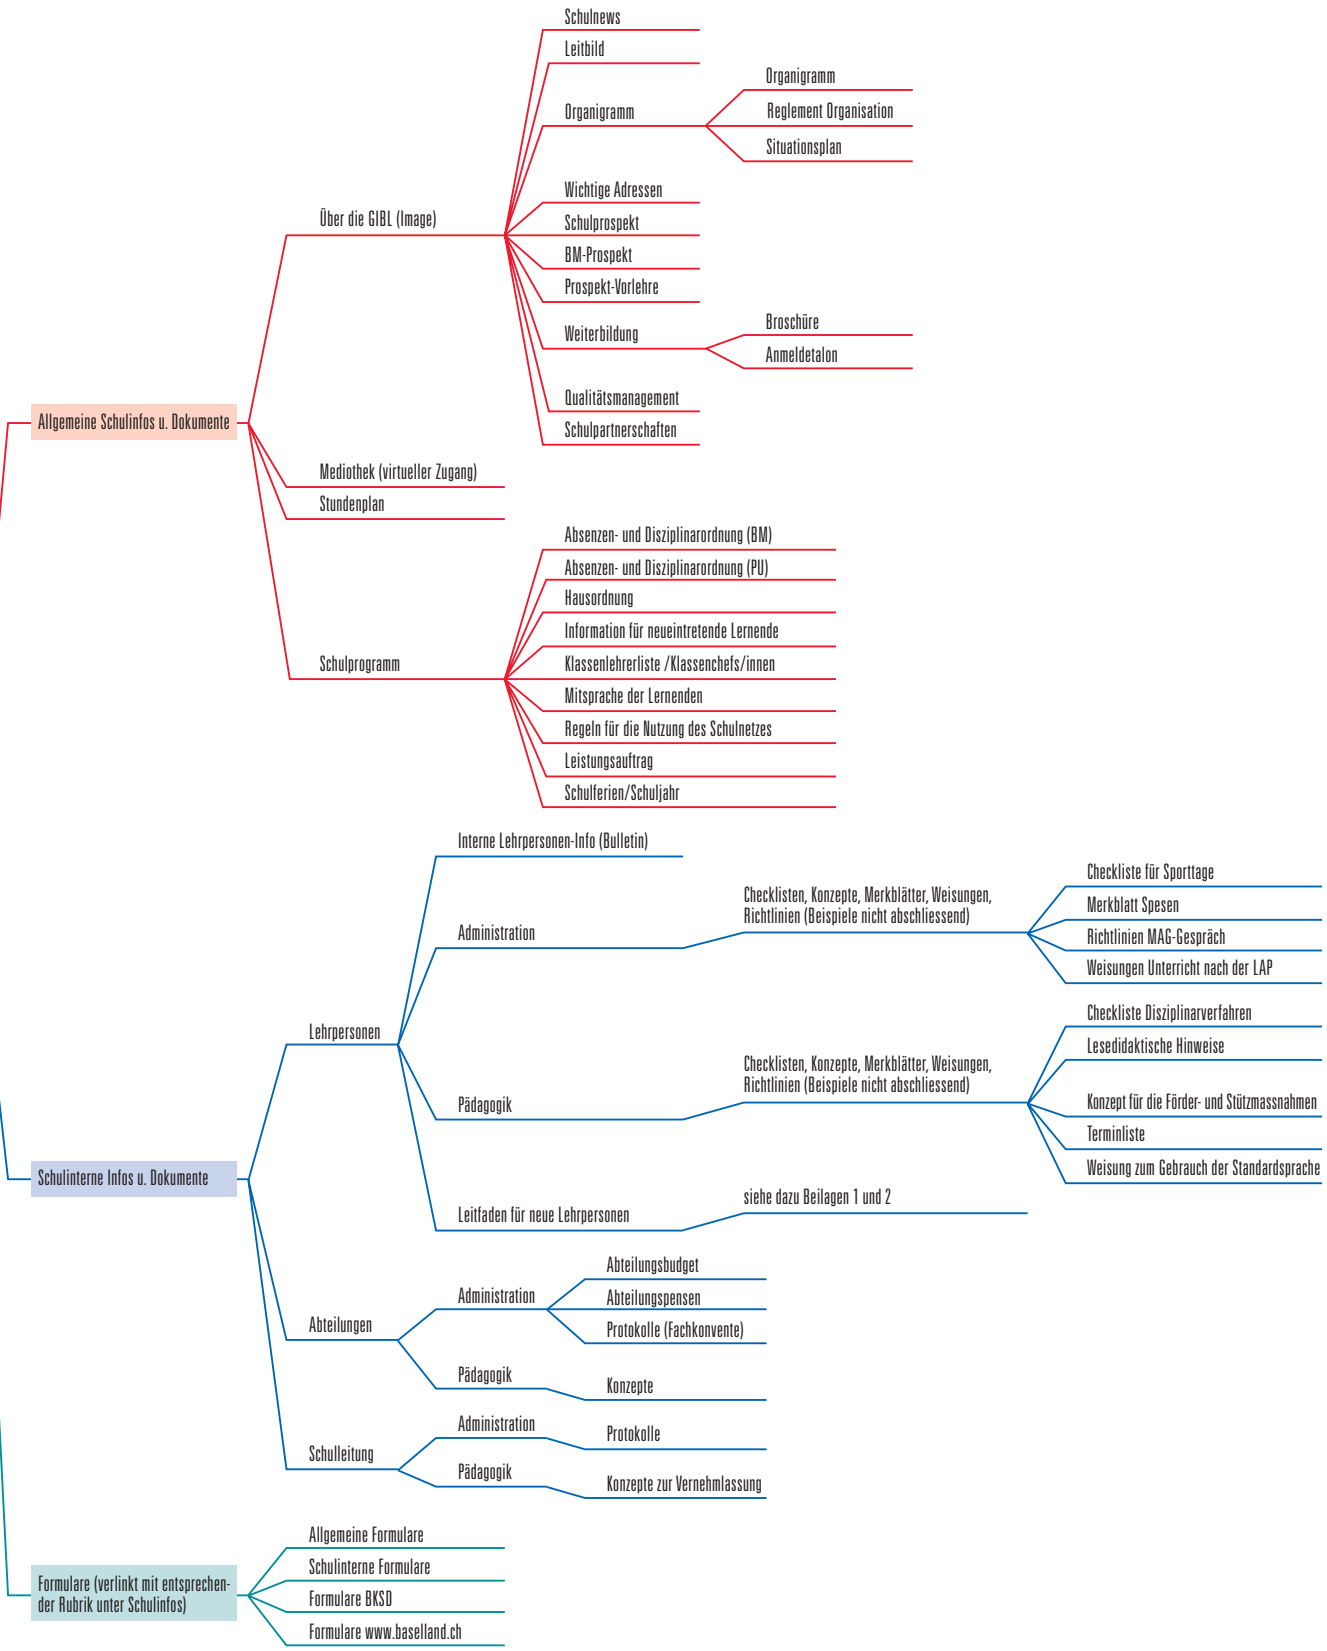 Schulnews
Leitbild
Organigramm
Organigramm
Reglement Organisation
Situationsplan
Wichtige Adressen
Über die GIBL (Image)
Schulprospekt
BM-Prospekt
Prospekt-Vorlehre
Weiterbildung
Broschüre
Anmeldetalon
Qualitätsmanagement
Schulpartnerschaften
Allgemeine Schulinfos u. Dokumente
Mediothek (virtueller Zugang)
Stundenplan
Absenzen- und Disziplinarordnung (BM)
Absenzen- und Disziplinarordnung (PU)
Hausordnung
Information für neueintretende Lernende
Schulprogramm
Klassenlehrerliste /Klassenchefs/innen
Mitsprache der Lernenden
Regeln für die Nutzung des Schulnetzes
Leistungsauftrag
Schulferien/Schuljahr
Interne Lehrpersonen-Info (Bulletin)
Administration
Checklisten, Konzepte, Merkblätter, Weisungen,
Richtlinien (Beispiele nicht abschliessend)
Checkliste für Sporttage
Merkblatt Spesen
Richtlinien MAG-Gespräch
Weisungen Unterricht nach der LAP
Lehrpersonen
Pädagogik
Checklisten, Konzepte, Merkblätter, Weisungen,
Richtlinien (Beispiele nicht abschliessend)
Checkliste Disziplinarverfahren
Lesedidaktische Hinweise
Konzept für die Förder- und Stützmassnahmen
Terminliste
Weisung zum Gebrauch der Standardsprache
Schulinterne Infos u. Dokumente
Leitfaden für neue Lehrpersonen
siehe dazu Beilagen 1 und 2
Abteilungen
Administration
Abteilungsbudget
Abteilungspensen
Protokolle (Fachkonvente)
Pädagogik
Konzepte
Schulleitung
Administration
Protokolle
Pädagogik
Konzepte zur Vernehmlassung
Formulare (verlinkt mit entsprechen-
der Rubrik unter Schulinfos)
Allgemeine Formulare
Schulinterne Formulare
Formulare BKSD
Formulare www.baselland.ch